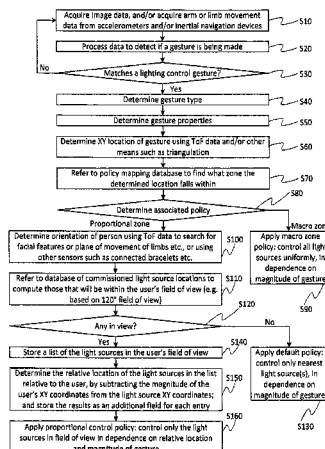 Acquire image data, and/or acquire arm or limb movement
data from accelerometers and/or inertial navigation devices
S10
Process data to detect if a gesture is being made
S20
No
Matches a lighting control gesture?
S30
Yes
Determine gesture type
S40
Determine gesture properties
S50
Determine XY location of gesture using ToF data and/or other
means such as triangulation
S60
Refer to policy mapping database to find what zone the
determined location falls within
S70
Determine associated policy
S80
Proportional zone
Macro zone
Determine orientation of person using ToF data to search for
facial features or plane of movement of limbs etc., or using
other sensors such as connected bracelets etc.
S100
Apply macro zone
policy: control all light
sources uniformly, in
dependence on
magnitude of gesture
S90
Refer to database of commissioned light source locations to
compute those that will be within the user's field of view (e.g.
based on 120° field of view)
S110
Any in view?
S120
No
Yes
Store a list of the light sources in the user's field of view
S140
Apply default policy:
control only nearest
light source(s), in
dependence on
magnitude of gesture
S130
Determine the relative location of the light sources in the list
relative to the user, by subtracting the magnitude of the
user's XY coordinates from the light source XY coordinates;
and store the results as an additional field for each entry
S150
Apply proportional control policy: control only the light
sources in field of view in dependence on relative location
and magnitude of gesture
S160